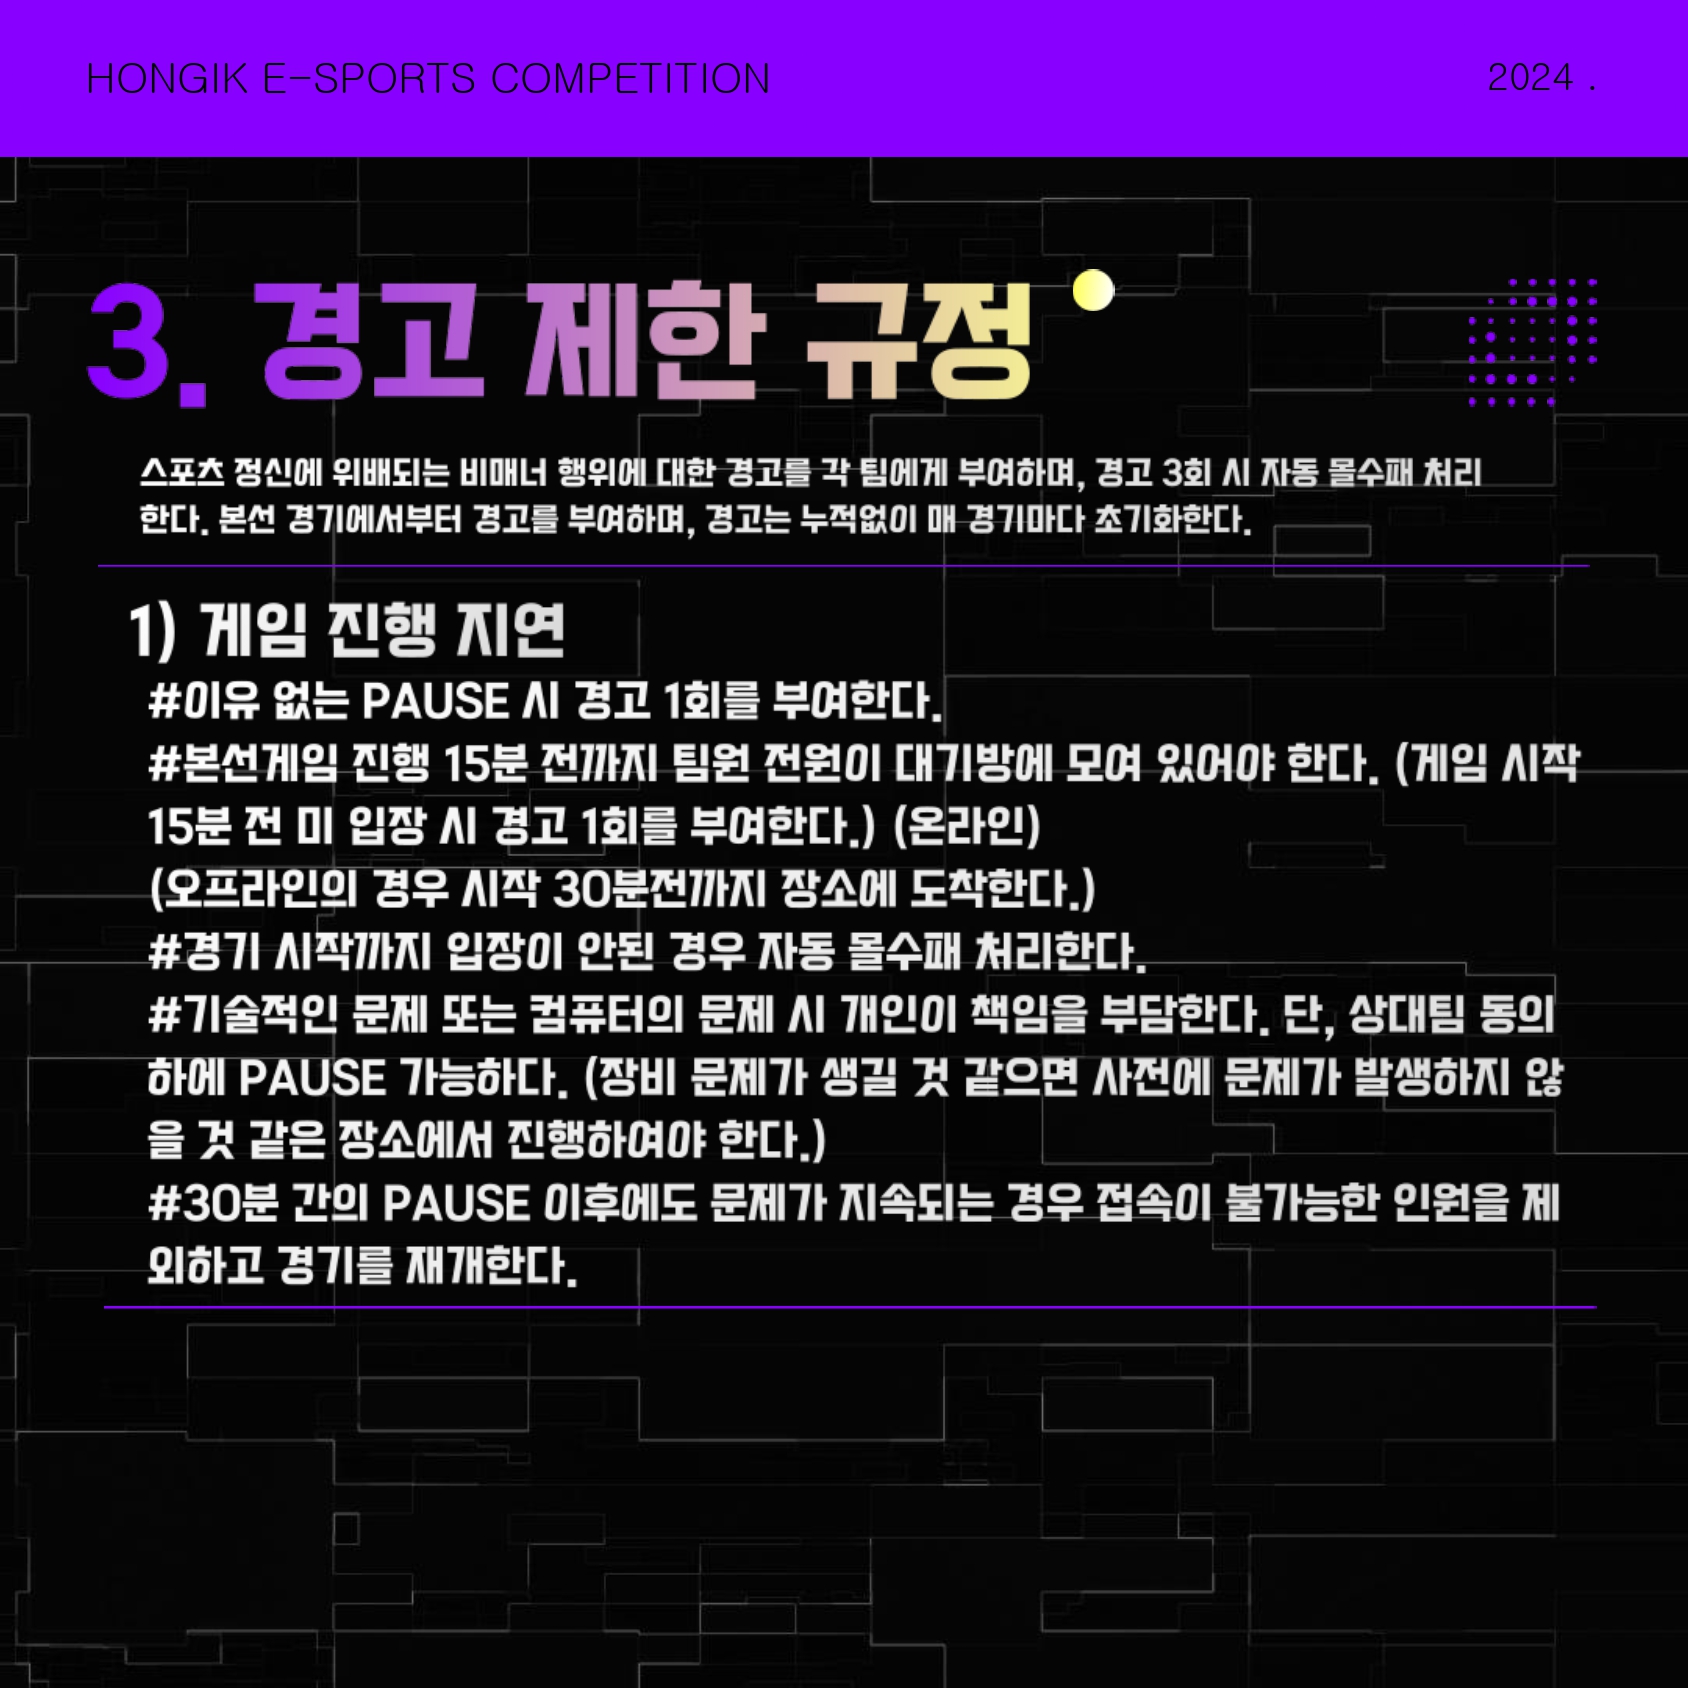 HONGIK E-SPORTS COMPETITION
2024 .
3. 경고 제한 규정
스포츠 정신에 위배되는 비매너 행위에 대한 경고를 각 팀에게 부여하며, 경고 3회 시 자동 몰수패 처리
한다. 본선 경기에서부터 경고를 부여하며, 경고는 누적없이 매 경기마다 초기화한다.
1) 게임 진행 지연
#이유 없는 PAUSE 시 경고 1회를 부여한다.
#본선게임 진행 15분 전까지 팀원 전원이 대기방에 모여 있어야 한다. (게임 시작
15분 전 미 입장 시 경고 1회를 부여한다.) (온라인)
(오프라인의 경우 시작 30분전까지 장소에 도착한다.)
#경기 시작까지 입장이 안된 경우 자동 몰수패 처리한다.
#기술적인 문제 또는 컴퓨터의 문제 시 개인이 책임을 부담한다. 단, 상대팀 동의
하에 PAUSE 가능하다. (장비 문제가 생길 것 같으면 사전에 문제가 발생하지 않
을 것 같은 장소에서 진행하여야 한다.)
#30분 간의 PAUSE 이후에도 문제가 지속되는 경우 접속이 불가능한 인원을 제
외하고 경기를 재개한다.